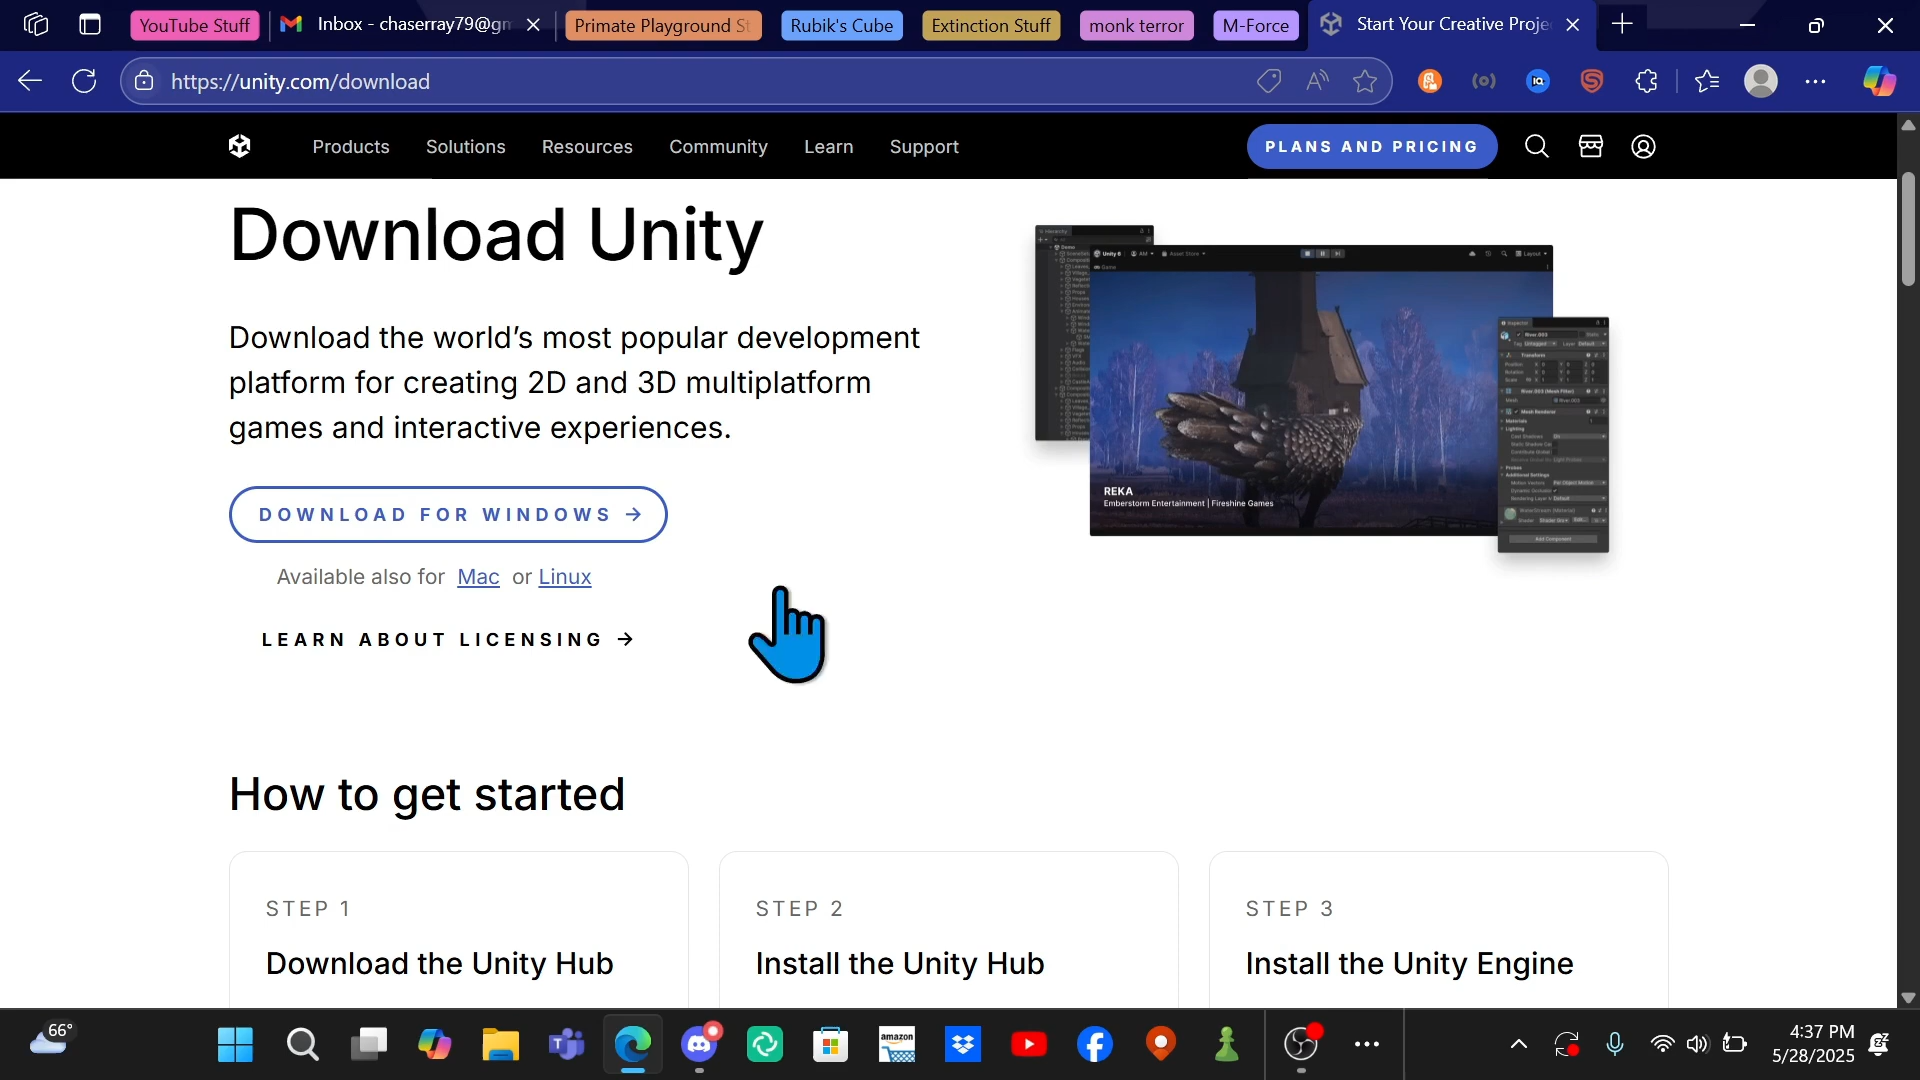 YouTube Stuff
Inbox - chaserray79@gm
Primate Playground St
Rubik's Cube
Extinction Stuff
monk terror
M-Force
Start Your Creative Proje
https://unity.com/download
Products
Solutions
Resources
Community
Learn
Support
PLANS AND PRICING
Download Unity
Download the world's most popular development
platform for creating 2D and 3D multiplatform
games and interactive experiences.
DOWNLOAD FOR WINDOWS →
Available also for Mac or Linux
LEARN ABOUT LICENSING →
REKA
Emberstorm Entertainment | Fireshine Games
How to get started
STEP 1
Download the Unity Hub
STEP 2
Install the Unity Hub
STEP 3
Install the Unity Engine
66°
amazon
4:37 PM
5/28/2025